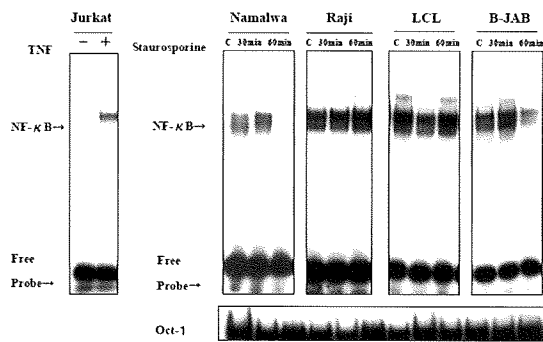 Jurkat
TNF − +
NF-κB→
Free
Probe→
Namalwa Raji LCL B-JAB
Staurosporine C 30min 60min C 30min 60min C 30min 60min C 30min 60min
NF-κB→
Free
Probe→
Oct-1